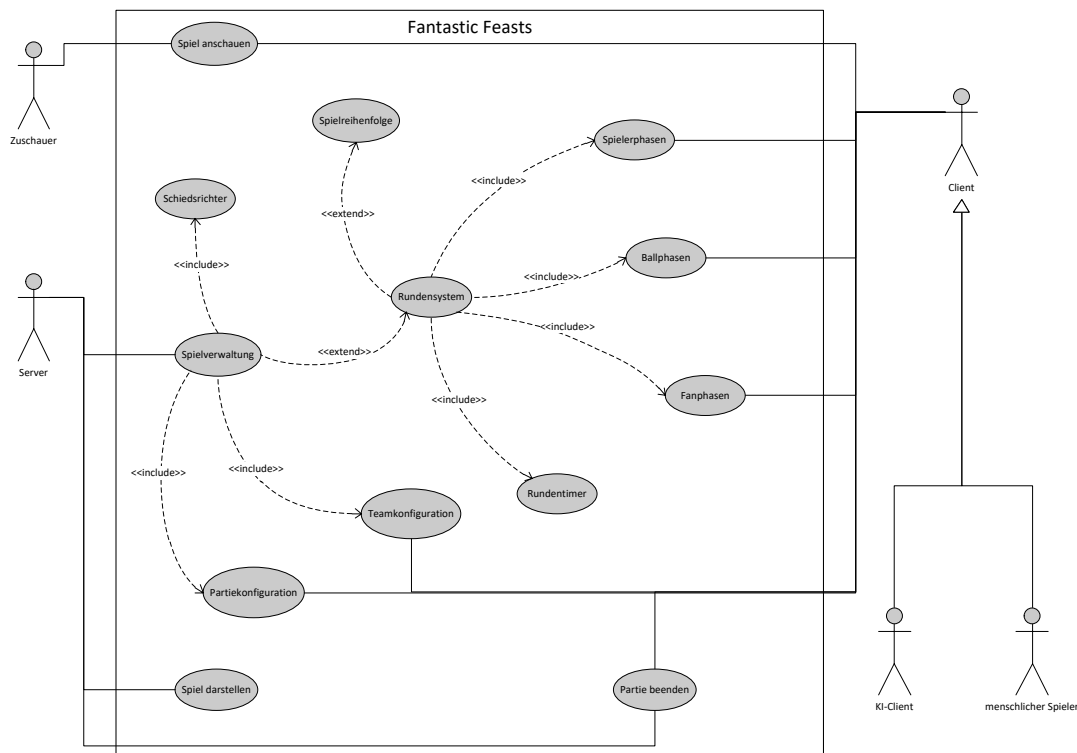 Fantastic Feasts
Spiel anschauen
Zuschauer
Spielreihenfolge
Spielerphasen
Client
<<include>>
Schiedsrichter
<<extend>>
<<include>>
Ballphasen
<<include>>
Rundensystem
<<include>>
Server
Spielverwaltung
<<extend>>
Fanphasen
<<include>>
<<include>>
<<include>>
Rundentimer
Teamkonfiguration
Partiekonfiguration
Spiel darstellen
Partie beenden
KI-Client
menschlicher Spieler